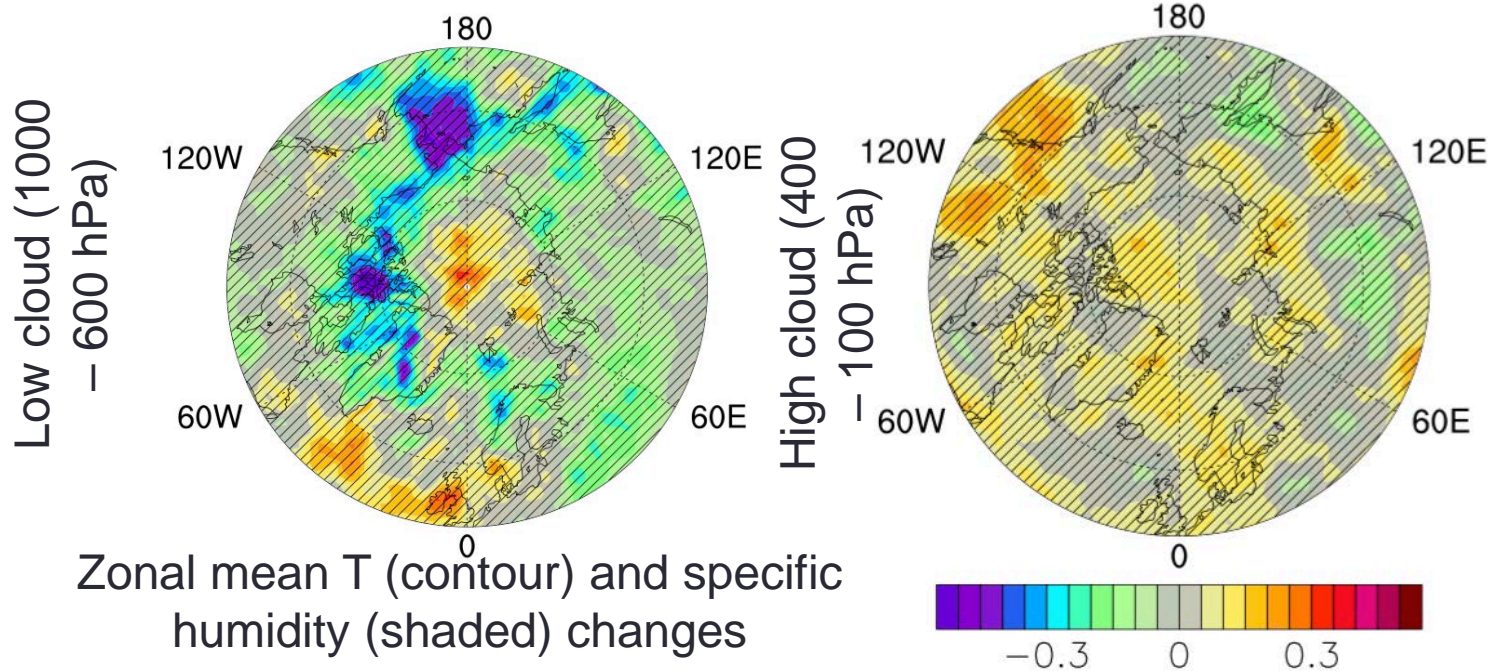 Low cloud (1000
– 600 hPa)
180
120W
120E
60W
60E
0
High cloud (400
– 100 hPa)
180
120W
120E
60W
60E
0
Zonal mean T (contour) and specific
humidity (shaded) changes
−0.3 0 0.3